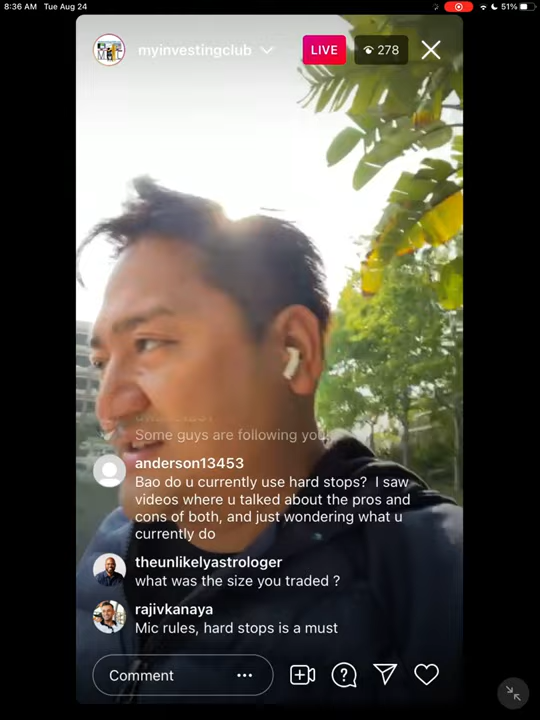 8:36 AM Tue Aug 24
51%
myinvestingclub
LIVE
278
Some guys are following you
anderson13453
Bao do u currently use hard stops? I saw
videos where u talked about the pros and
cons of both, and just wondering what u
currently do
theunlikelyastrologer
what was the size you traded ?
rajivkanaya
Mic rules, hard stops is a must
Comment